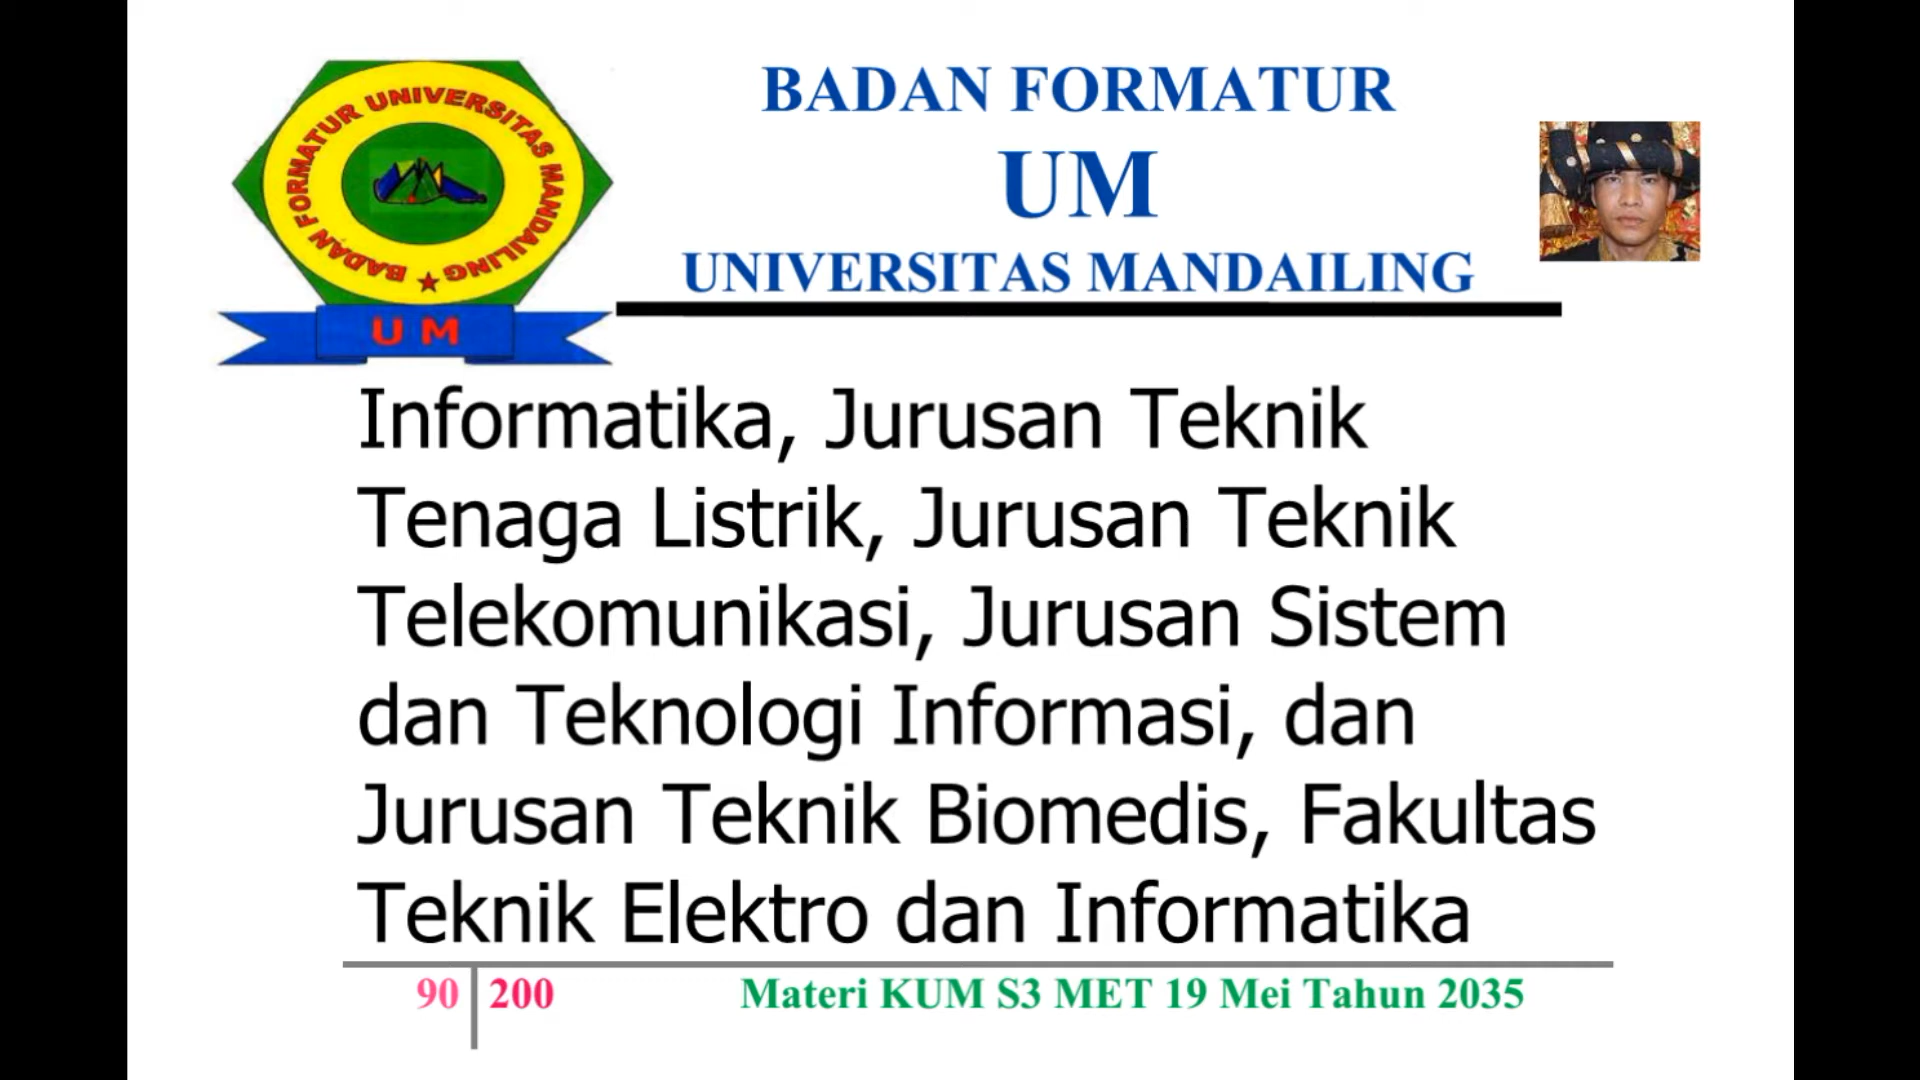 BADAN FORMATUR UNIVERSITAS MANDAILING
UM
BADAN FORMATUR
UM
UNIVERSITAS MANDAILING
Informatika, Jurusan Teknik
Tenaga Listrik, Jurusan Teknik
Telekomunikasi, Jurusan Sistem
dan Teknologi Informasi, dan
Jurusan Teknik Biomedis, Fakultas
Teknik Elektro dan Informatika
90 200 Materi KUM S3 MET 19 Mei Tahun 2035